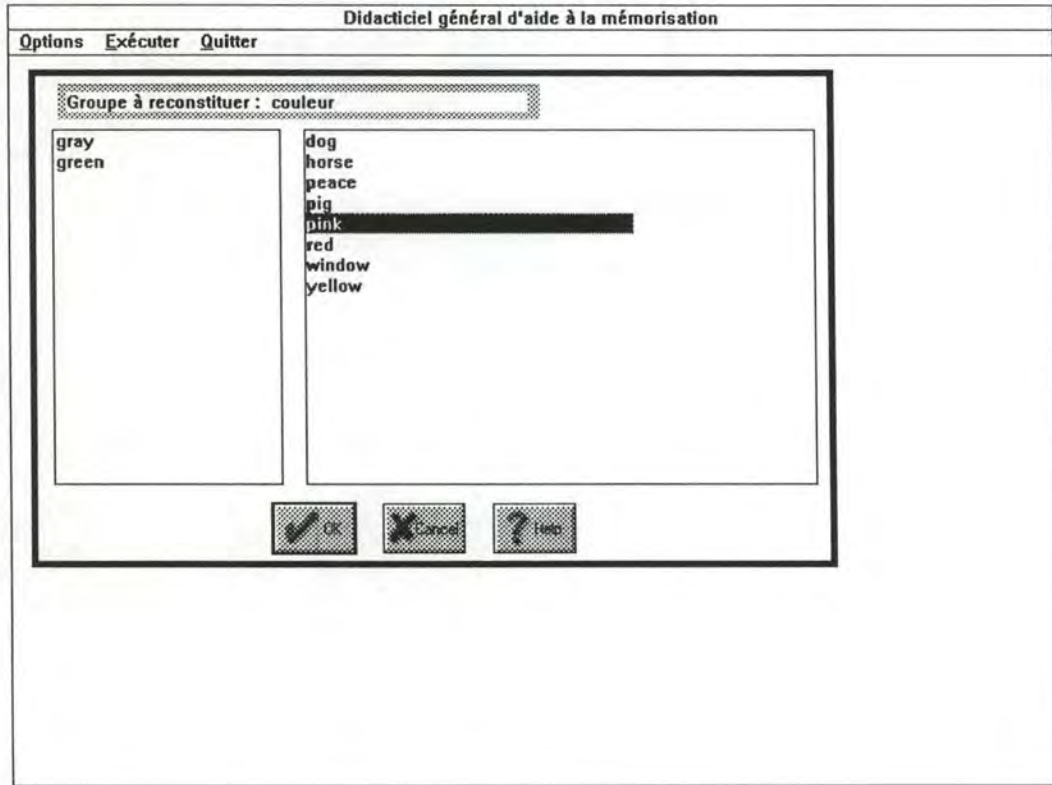 Didacticiel général d'aide à la mémorisation
Options Exécuter Quitter
Groupe à reconstituer : couleur
gray
green
dog
horse
peace
pig
pink
red
window
yellow
OK
Cancel
? Help